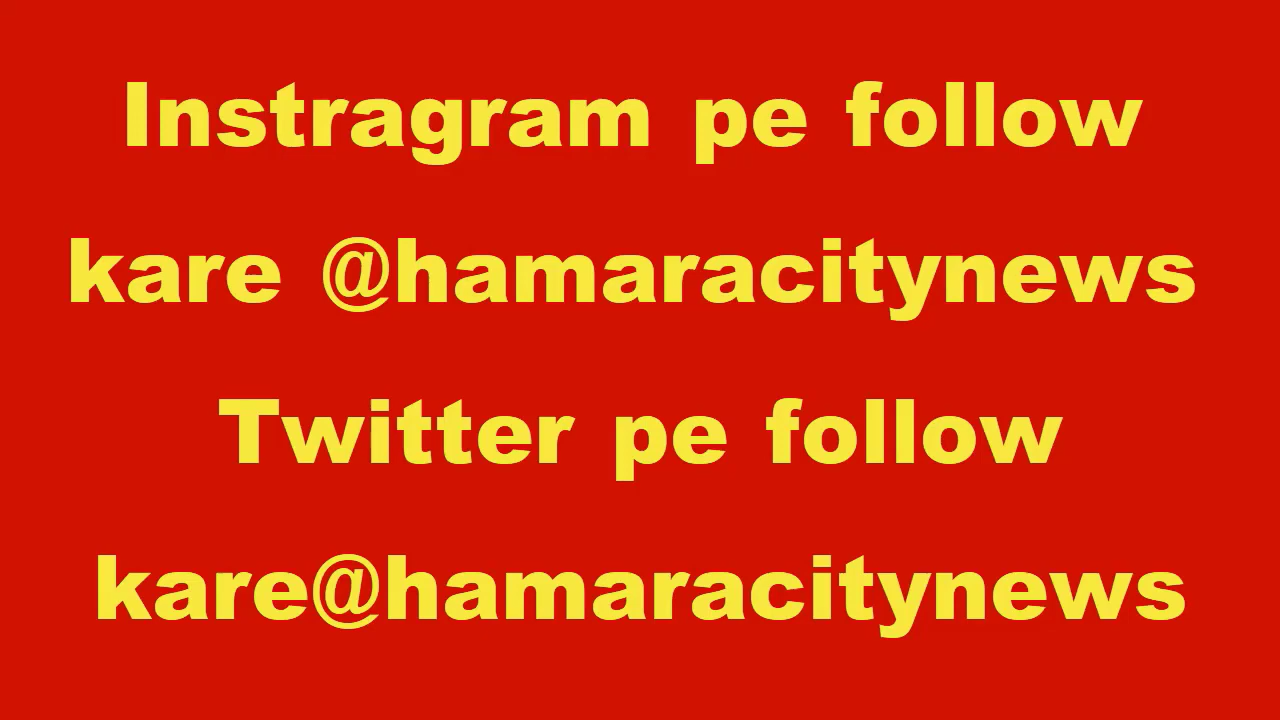 Instragram pe follow
kare @hamaracitynews
Twitter pe follow
kare@hamaracitynews